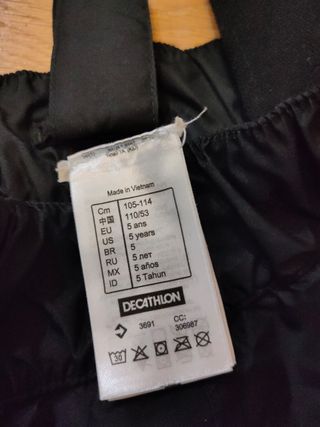 Made in Vietnam
Cm 105-114
中国 110/53
EU 5 ans
US 5 years
BR 5
RU 5 лет
MX 5 años
ID 5 Tahun
DECATHLON
3691 CC: 306987
30